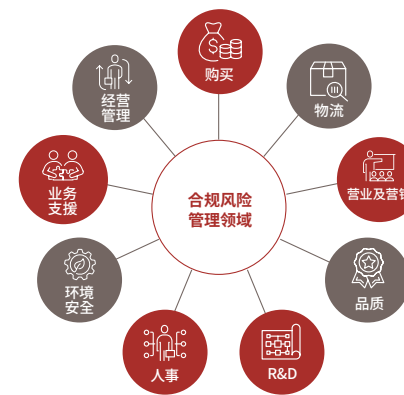 购买
经营
管理
物流
业务
支援
合规风险
管理领域
营业及营销
环境
安全
品质
人事
R&D